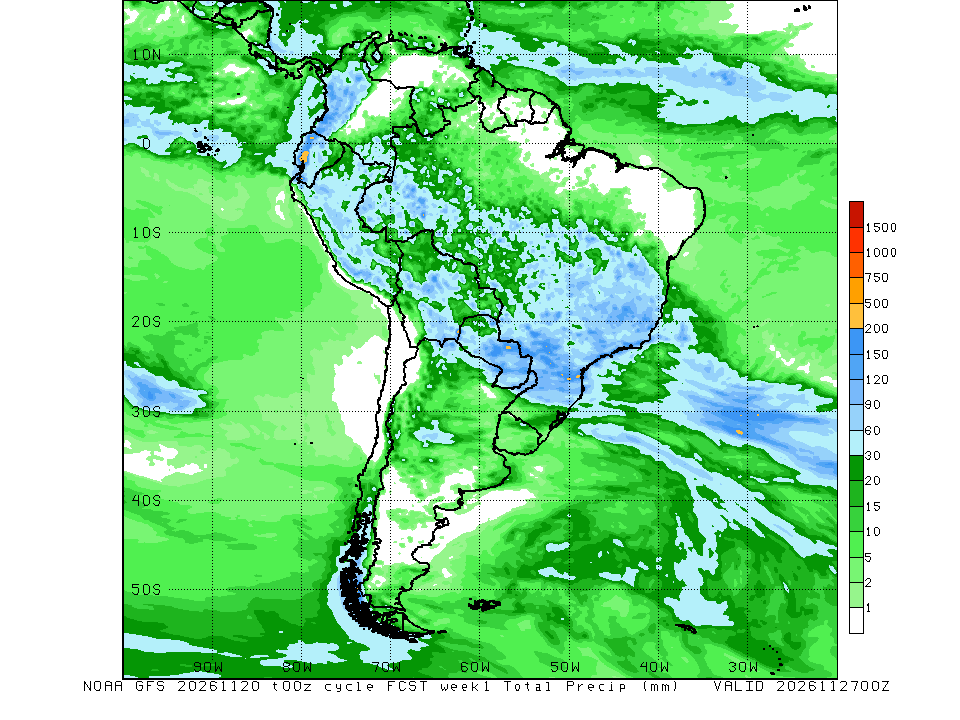 10N
0
10S
20S
30S
40S
50S
90W 80W 70W 60W 50W 40W 30W
1500
1000
750
500
200
150
120
90
60
30
20
15
10
5
2
1
NOAA GFS 20261120 t00z cycle FCST week1 Total Precip (mm) VALID 2026112700Z